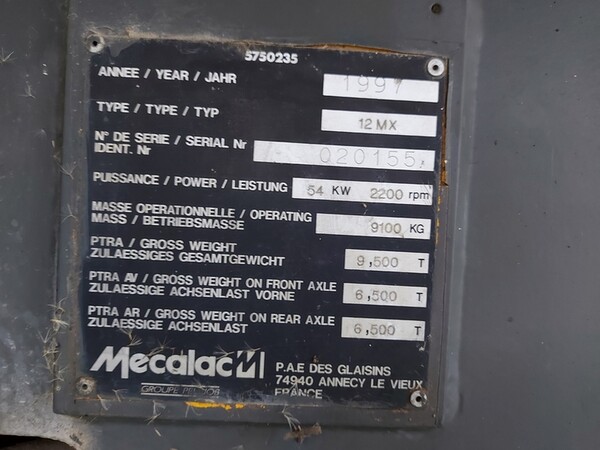 5750235
ANNEE / YEAR / JAHR 1997
TYPE / TYPE / TYP 12 MX
N° DE SERIE / SERIAL Nr
IDENT. Nr 020155
PUISSANCE / POWER / LEISTUNG 54 KW 2200 rpm
MASSE OPERATIONNELLE / OPERATING
MASS / BETRIEBSMASSE 9100 KG
PTRA / GROSS WEIGHT
ZULAESSIGES GESAMTGEWICHT 9,500 T
PTRA AV / GROSS WEIGHT ON FRONT AXLE
ZULAESSIGE ACHSENLAST VORNE 6,500 T
PTRA AR / GROSS WEIGHT ON REAR AXLE
ZULAESSIGE ACHSENLAST 6,500 T
Mecalac
GROUPE
P.A.E DES GLAISINS
74940 ANNECY LE VIEUX
FRANCE